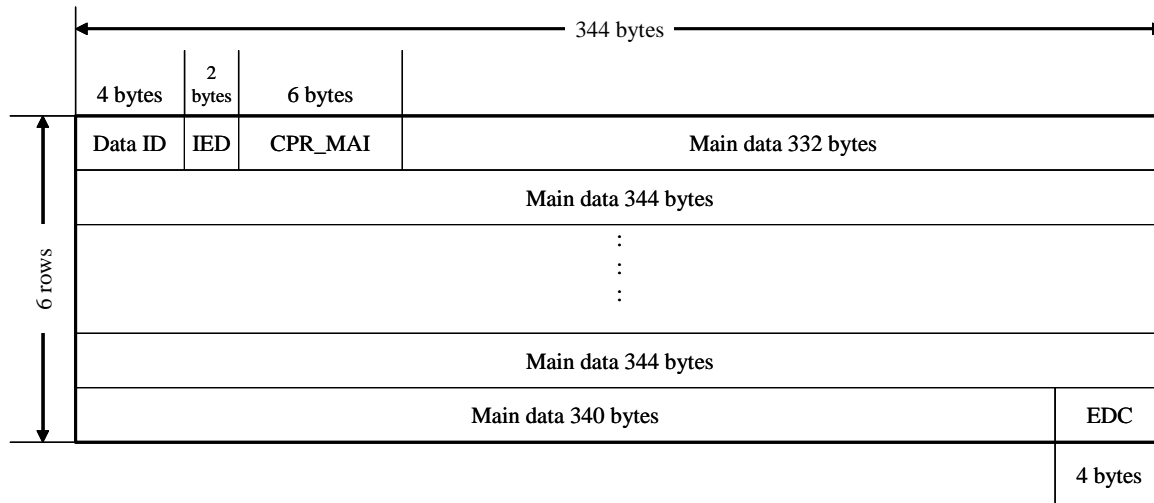 344 bytes
4 bytes
2
bytes
6 bytes
Data ID
IED
CPR_MAI
Main data 332 bytes
Main data 344 bytes
6 rows
Main data 344 bytes
Main data 340 bytes
EDC
4 bytes